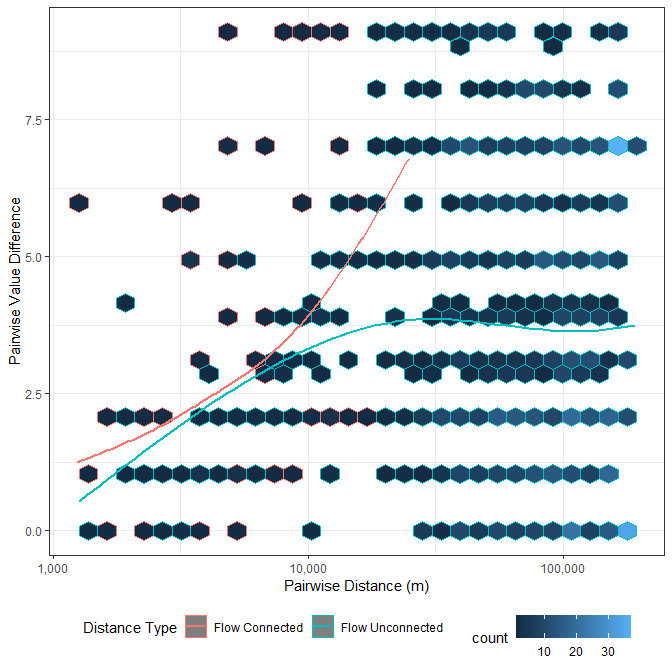 7.5
5.0
2.5
0.0
Pairwise Value Difference
1,000
10,000
100,000
Pairwise Distance (m)
Distance Type
Flow Connected
Flow Unconnected
count
10
20
30